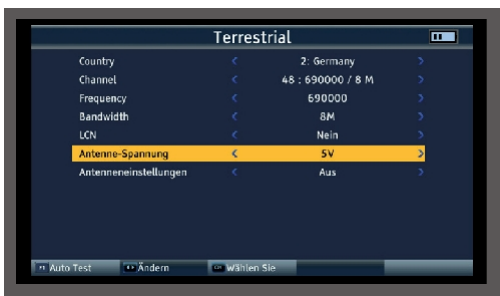 Terrestrial
Country < 2: Germany >
Channel < 48 : 690000 / 8 M >
Frequency < 690000 >
Bandwidth < 8M >
LCN < Nein >
Antenne-Spannung < 5V >
Antenneneinstellungen < Aus >
Auto Test Ändern Wählen Sie